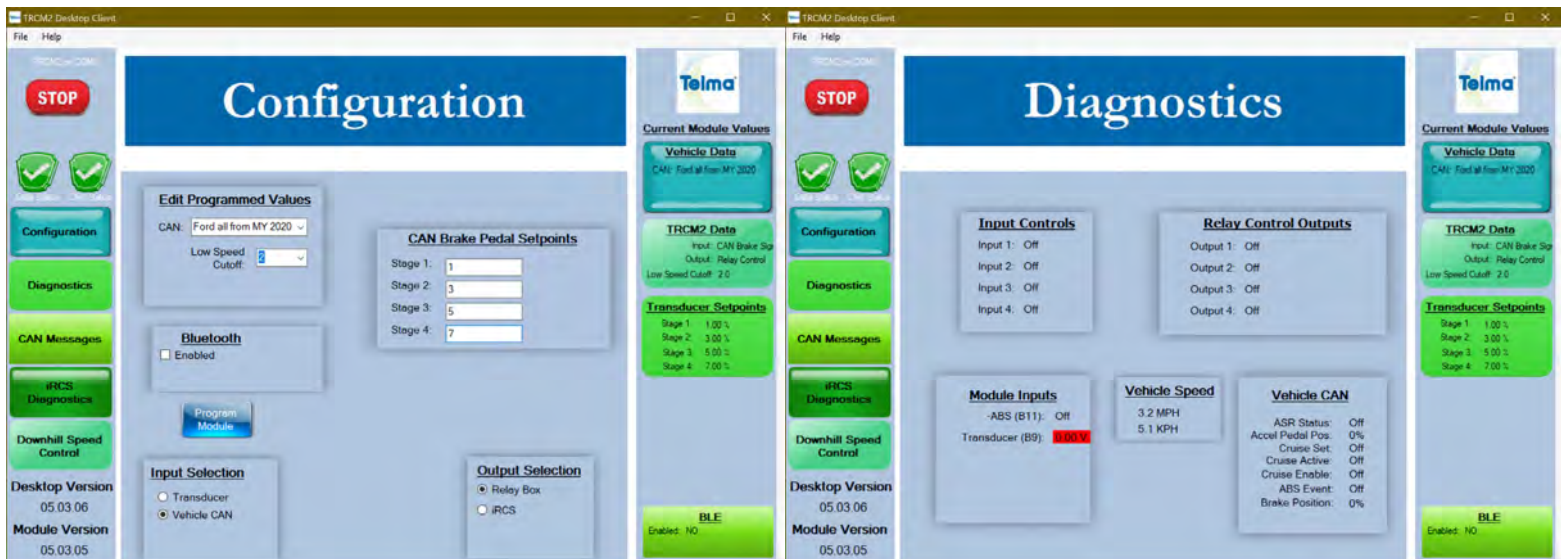 TRCM2 Desktop Client
File Help
STOP
Configuration
Diagnostics
CAN Messages
iRCS
Diagnostics
Downhill Speed
Control
Desktop Version
05.03.06
Module Version
05.03.05
Configuration
Edit Programmed Values
CAN: Ford all from MY 2020
Low Speed
Cutoff: 2
CAN Brake Pedal Setpoints
Stage 1: 1
Stage 2: 3
Stage 3: 5
Stage 4: 7
Bluetooth
Enabled
Program
Module
Input Selection
Transducer
Vehicle CAN
Output Selection
Relay Box
iRCS
Telma
Current Module Values
Vehicle Data
CAN: Ford all from MY 2020
TRCM2 Data
Input: CAN Brake Sig
Output: Relay Control
Low Speed Cutoff: 2.0
Transducer Setpoints
Stage 1: 1.00 %
Stage 2: 3.00 %
Stage 3: 5.00 %
Stage 4: 7.00 %
BLE
Enabled: NO
TRCM2 Desktop Client
File Help
STOP
Configuration
Diagnostics
CAN Messages
iRCS
Diagnostics
Downhill Speed
Control
Desktop Version
05.03.06
Module Version
05.03.05
Diagnostics
Input Controls
Input 1: Off
Input 2: Off
Input 3: Off
Input 4: Off
Relay Control Outputs
Output 1: Off
Output 2: Off
Output 3: Off
Output 4: Off
Module Inputs
-ABS (B11): Off
Transducer (B9): 0.00 V
Vehicle Speed
3.2 MPH
5.1 KPH
Vehicle CAN
ASR Status: Off
Accel Pedal Pos: 0%
Cruise Set: Off
Cruise Active: Off
Cruise Enable: Off
ABS Event: Off
Brake Position: 0%
Telma
Current Module Values
Vehicle Data
CAN: Ford all from MY 2020
TRCM2 Data
Input: CAN Brake Sig
Output: Relay Control
Low Speed Cutoff: 2.0
Transducer Setpoints
Stage 1: 1.00 %
Stage 2: 3.00 %
Stage 3: 5.00 %
Stage 4: 7.00 %
BLE
Enabled: NO